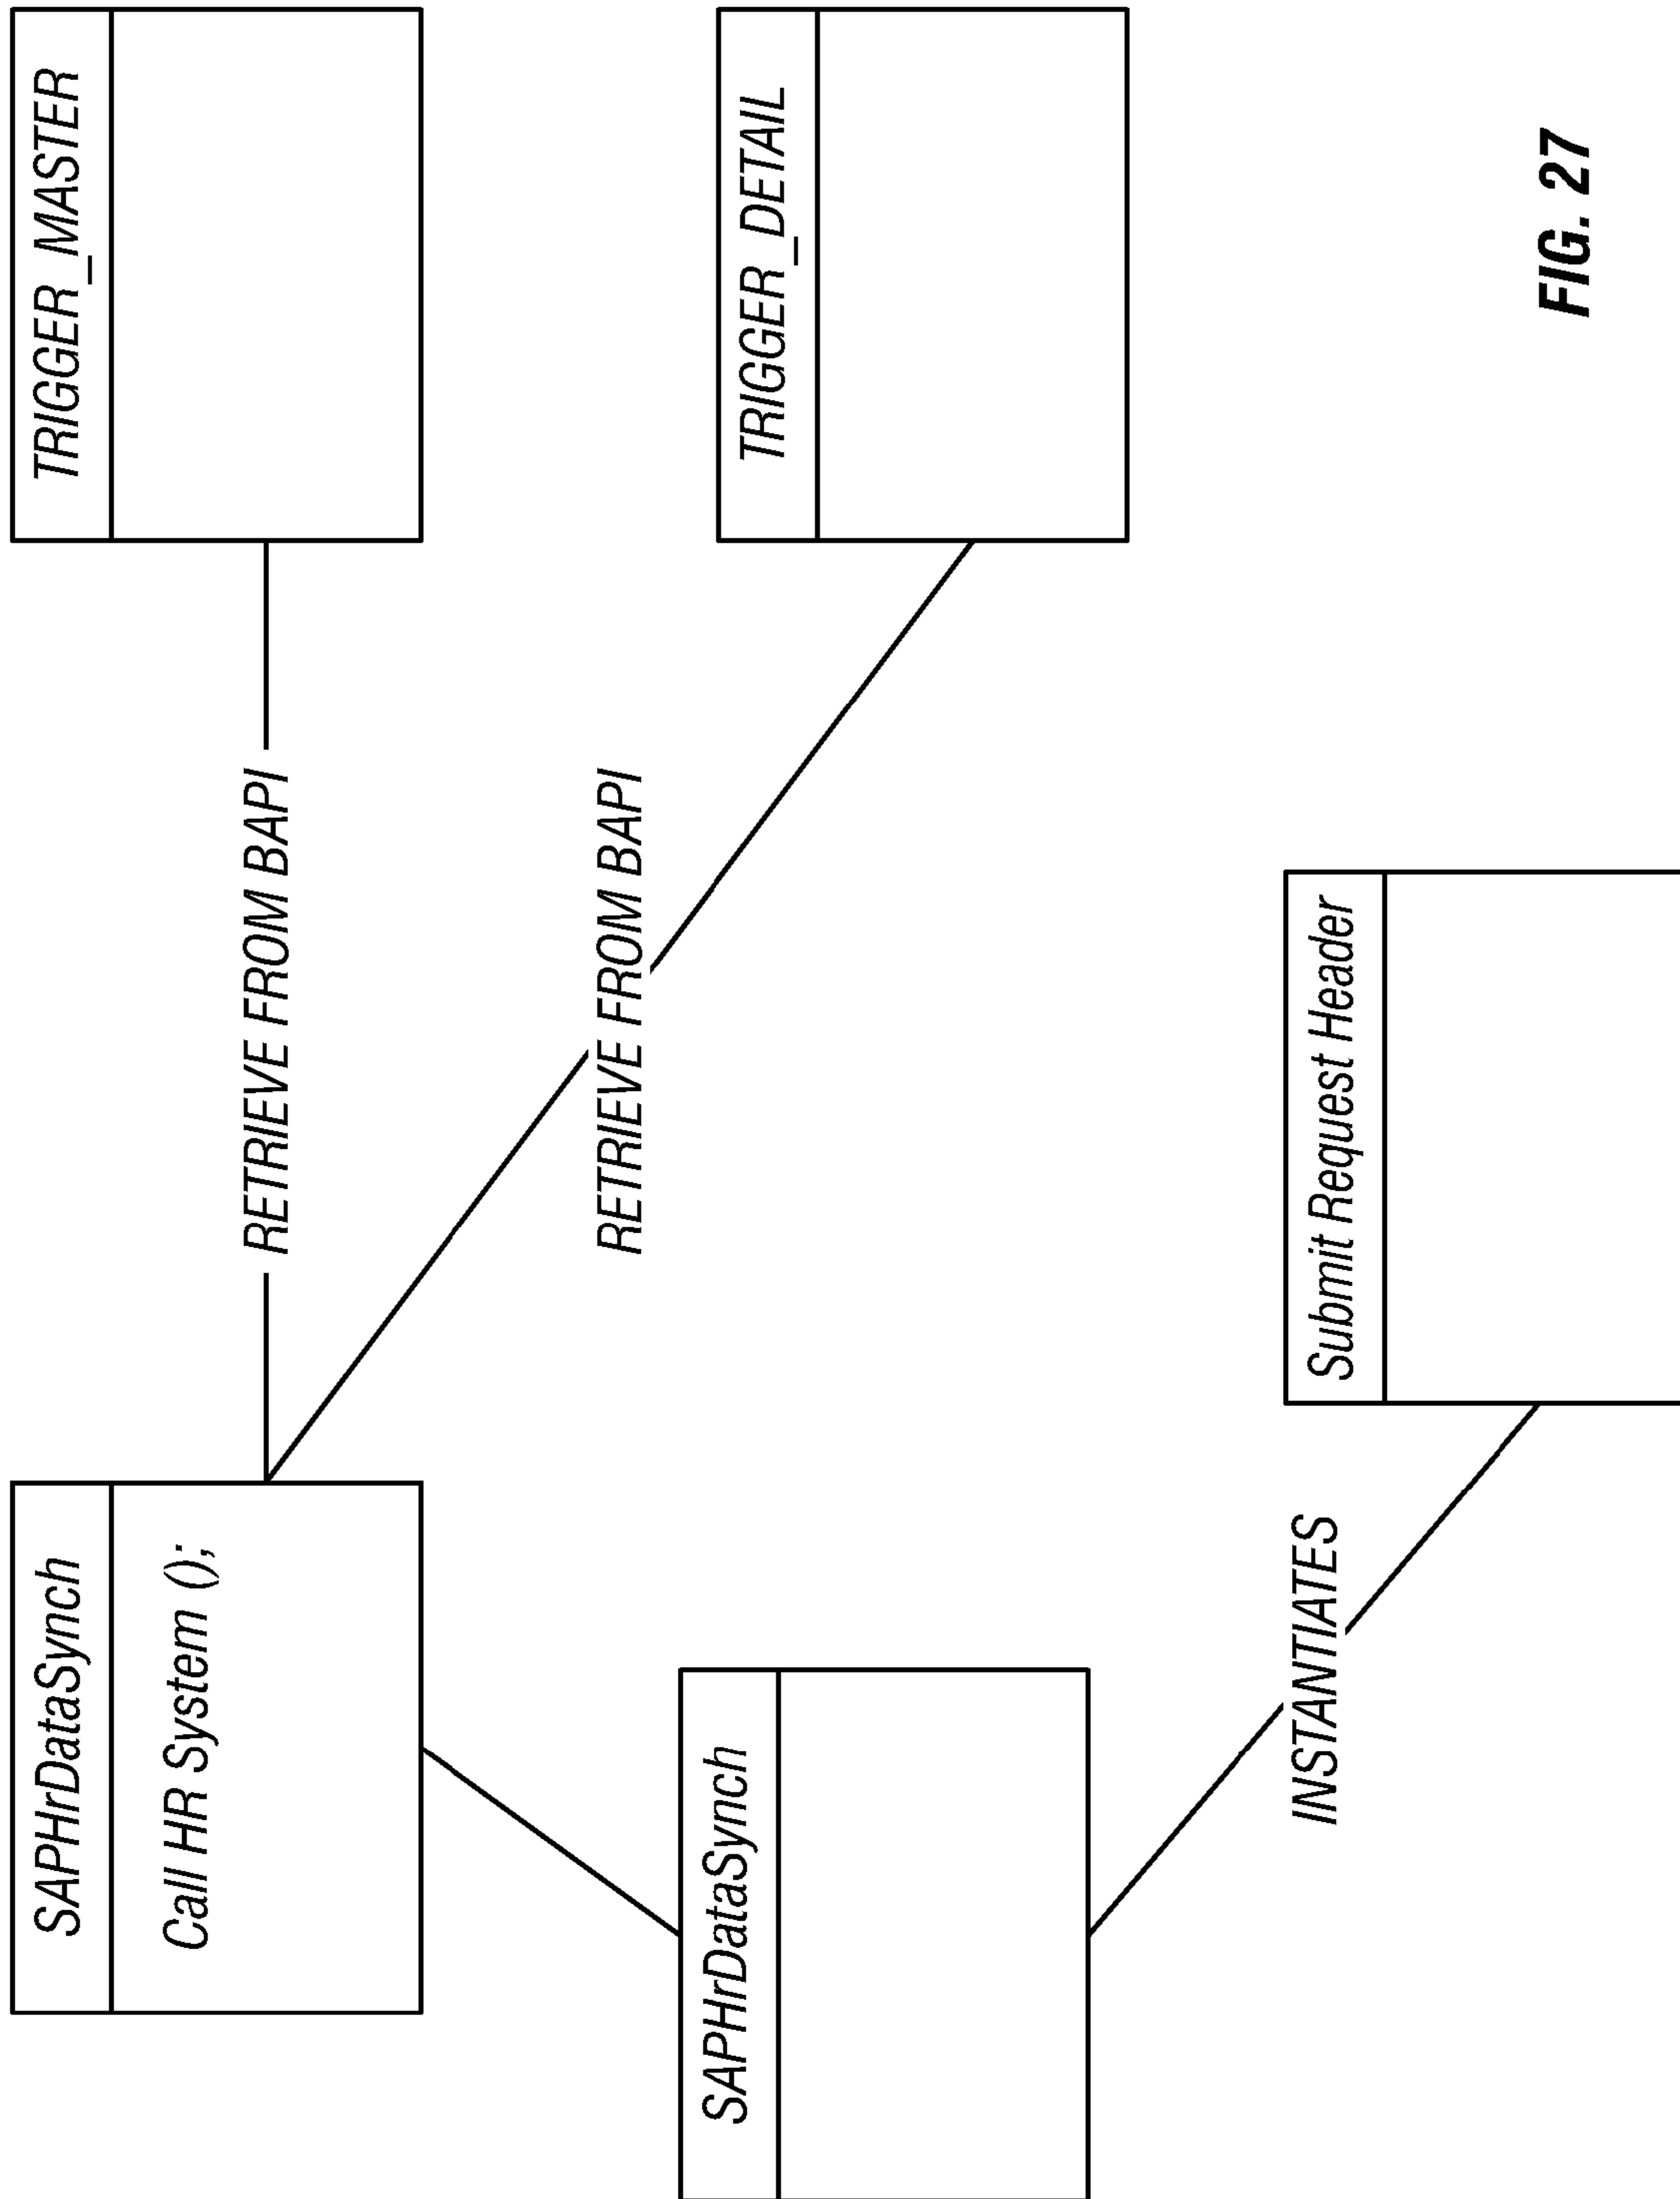 SAPHrDataSynch
Call HR System ();
RETRIEVE FROM BAPI
TRIGGER_MASTER
SAPHrDataSynch
RETRIEVE FROM BAPI
TRIGGER_DETAIL
INSTANTIATES
Submit Request Header
FIG. 27